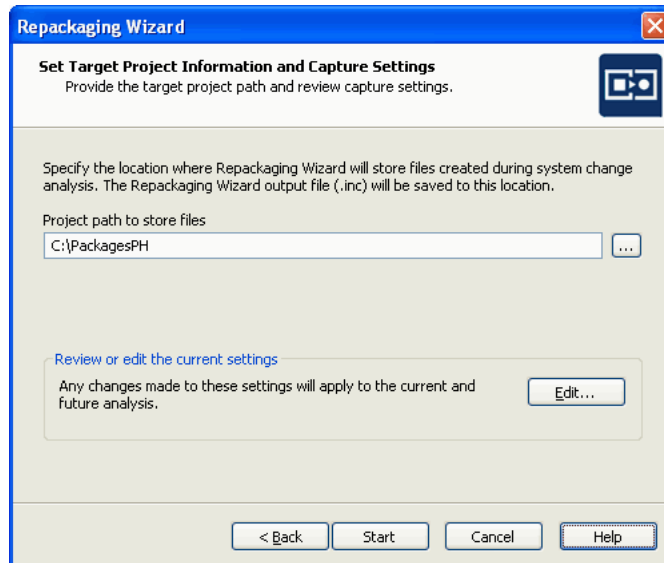 Repackaging Wizard
Set Target Project Information and Capture Settings
Provide the target project path and review capture settings.
Specify the location where Repackaging Wizard will store files created during system change
analysis. The Repackaging Wizard output file (.inc) will be saved to this location.
Project path to store files
C:\PackagesPH
...
Review or edit the current settings
Any changes made to these settings will apply to the current and
future analysis.
Edit...
< Back
Start
Cancel
Help